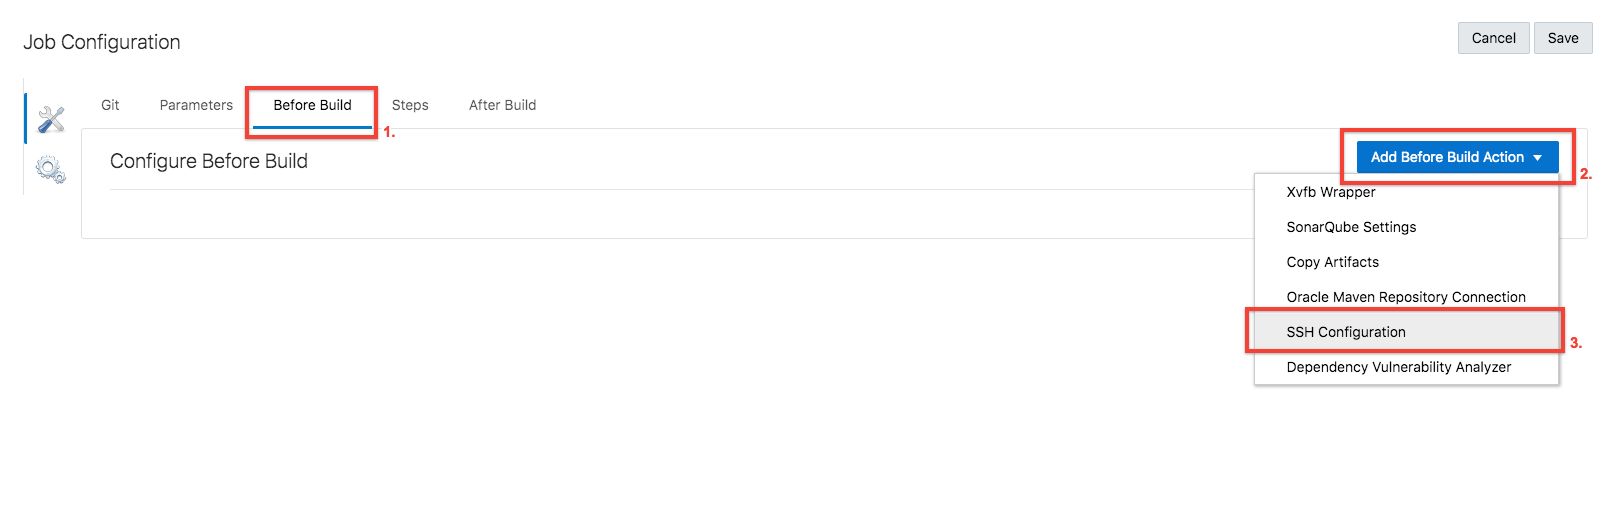 Job Configuration
Cancel
Save
Git
Parameters
Before Build
Steps
After Build
1.
Configure Before Build
Add Before Build Action
2.
Xvfb Wrapper
SonarQube Settings
Copy Artifacts
Oracle Maven Repository Connection
SSH Configuration
3.
Dependency Vulnerability Analyzer